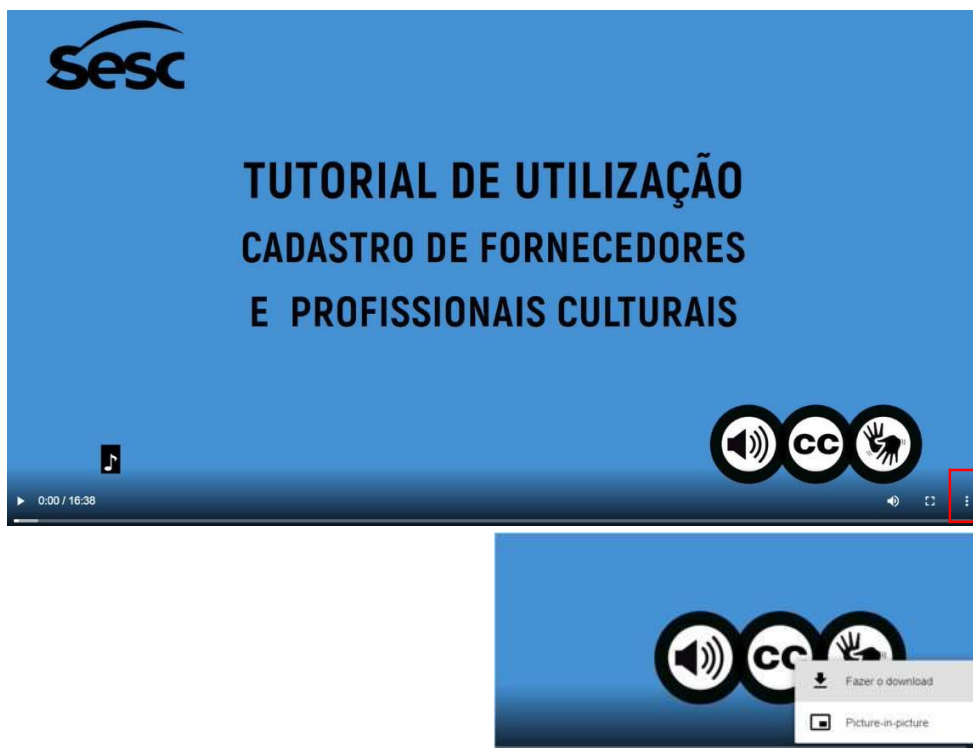 Sesc
TUTORIAL DE UTILIZAÇÃO
CADASTRO DE FORNECEDORES
E PROFISSIONAIS CULTURAIS
CC
0:00 / 16:38
CC
Fazer o download
Picture-in-picture